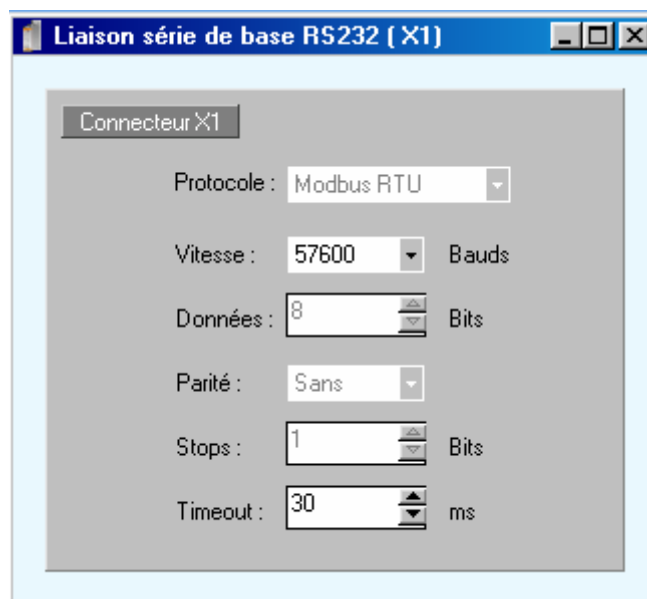 Liaison série de base RS232 ( X1)
Connecteur X1
Protocole : Modbus RTU
Vitesse : 57600 Bauds
Données : 8 Bits
Parité : Sans
Stops : 1 Bits
Timeout : 30 ms